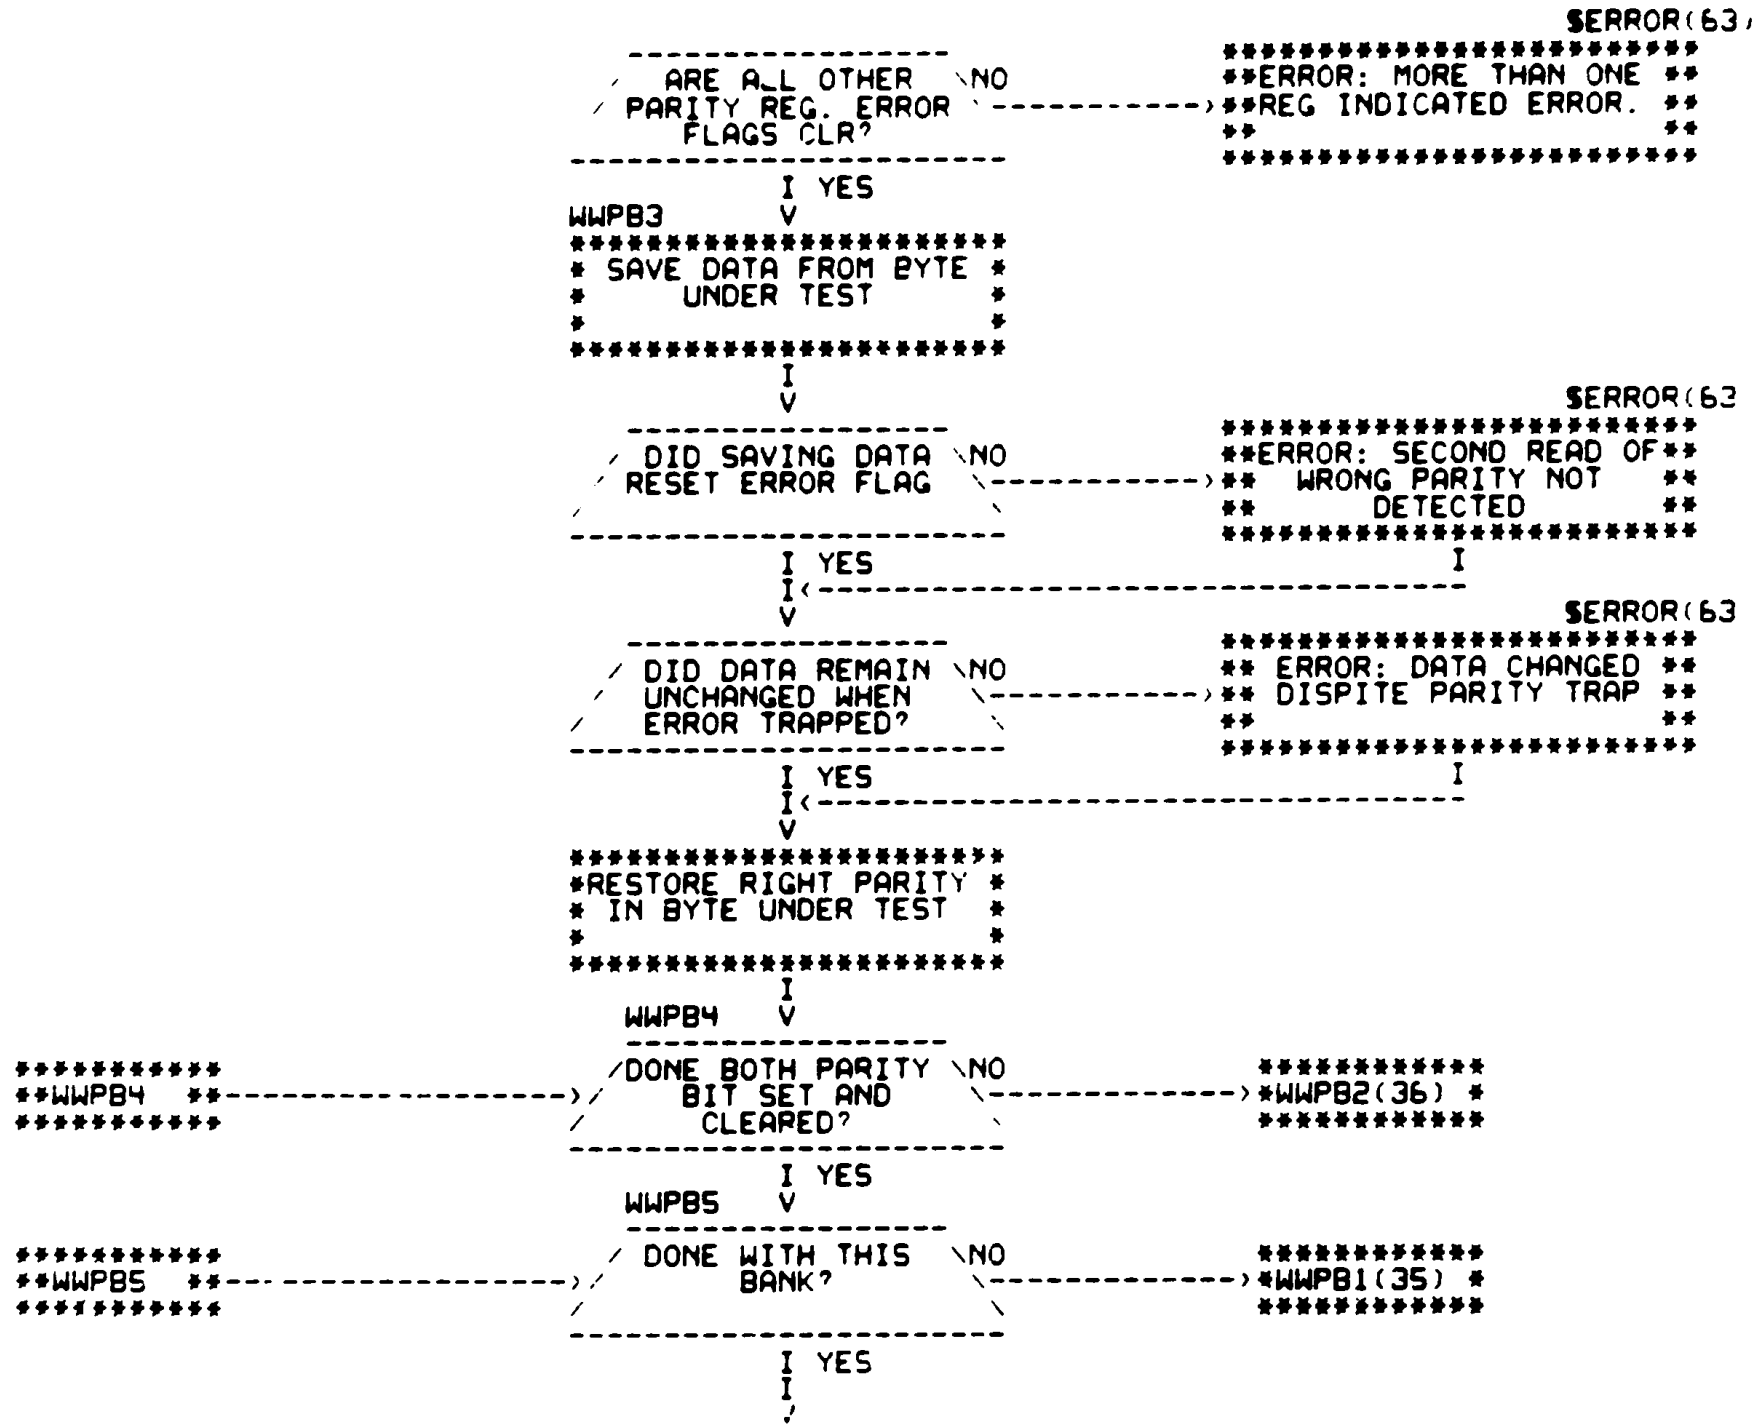 $ERROR(63)
ARE ALL OTHER NO
PARITY REG. ERROR
FLAGS CLR?
**ERROR: MORE THAN ONE **
**REG INDICATED ERROR. **
I YES
WWPB3 V
* SAVE DATA FROM BYTE *
* UNDER TEST *
I
V
$ERROR(63
DID SAVING DATA NO
RESET ERROR FLAG
**ERROR: SECOND READ OF**
** WRONG PARITY NOT **
** DETECTED **
I YES
I
V
$ERROR(63
DID DATA REMAIN NO
UNCHANGED WHEN
ERROR TRAPPED?
** ERROR: DATA CHANGED **
** DISPITE PARITY TRAP **
I YES
I
V
*RESTORE RIGHT PARITY *
* IN BYTE UNDER TEST *
I
WWPB4 V
**WWPB4 **
DONE BOTH PARITY NO
BIT SET AND
CLEARED?
*WWPB2(36) *
I YES
WWPB5 V
**WWPB5 **
DONE WITH THIS NO
BANK?
*WWPB1(35) *
I YES
I
V